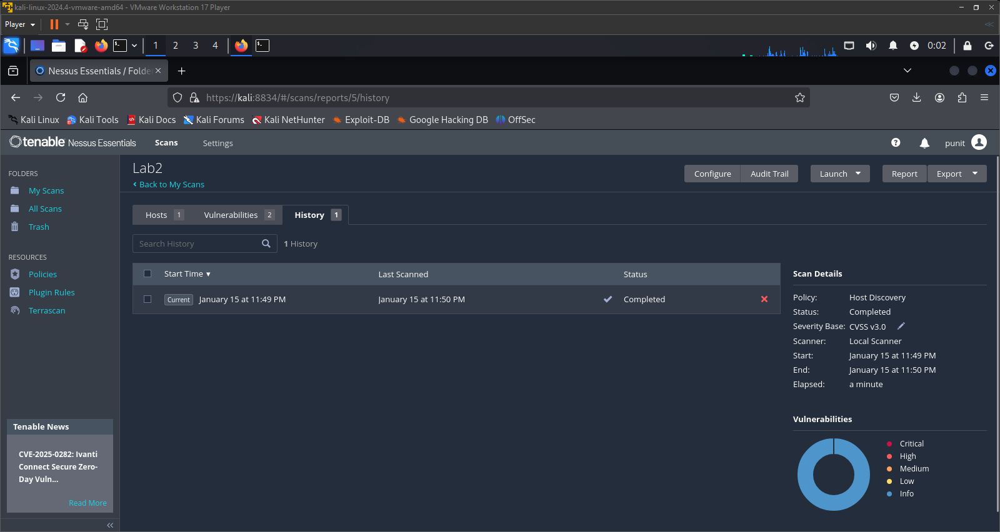 kali-linux-2024.4-vmware-amd64 - VMware Workstation 17 Player
Player
1 2 3 4
0:02
Nessus Essentials / Folde
https://kali:8834/#/scans/reports/5/history
Kali Linux Kali Tools Kali Docs Kali Forums Kali NetHunter Exploit-DB Google Hacking DB OffSec
tenable Nessus Essentials Scans Settings punit
FOLDERS
My Scans
All Scans
Trash
RESOURCES
Policies
Plugin Rules
Terrascan
Tenable News
CVE-2025-0282: Ivanti
Connect Secure Zero-
Day Vuln...
Read More
Lab2
Back to My Scans
Configure Audit Trail Launch Report Export
Hosts 1 Vulnerabilities 2 History 1
Search History 1 History
Start Time Last Scanned Status
Current January 15 at 11:49 PM January 15 at 11:50 PM Completed
Scan Details
Policy: Host Discovery
Status: Completed
Severity Base: CVSS v3.0
Scanner: Local Scanner
Start: January 15 at 11:49 PM
End: January 15 at 11:50 PM
Elapsed: a minute
Vulnerabilities
Critical
High
Medium
Low
Info